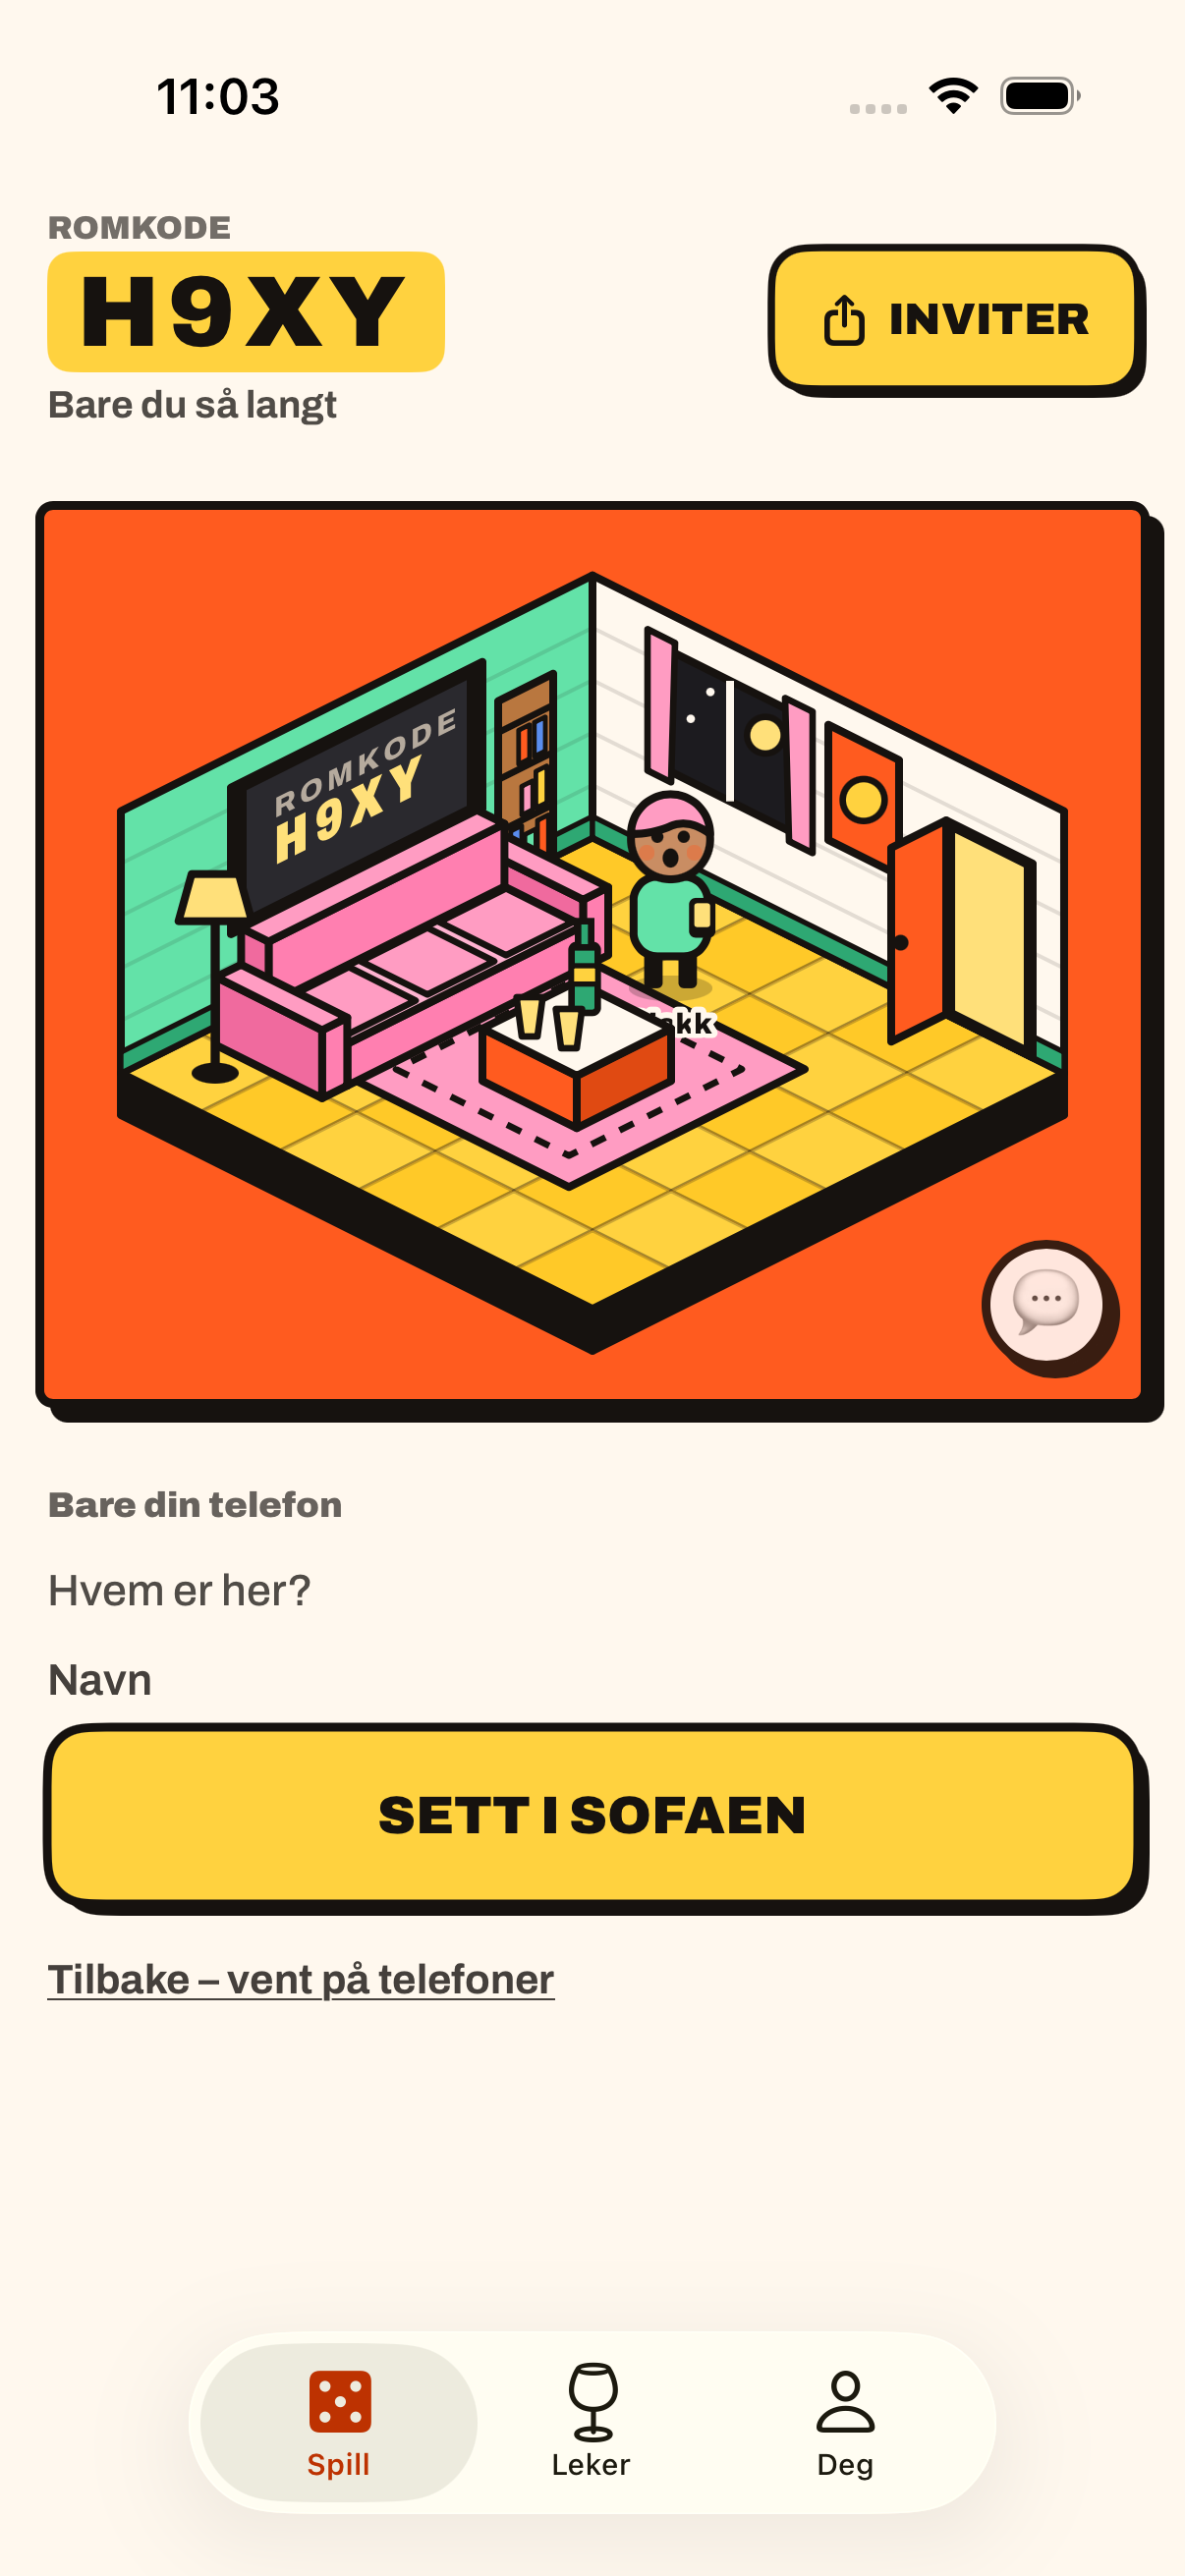 11:03
ROMKODE
H9XY
Bare du så langt
INVITER
ROMKODE
H9XY
Bare din telefon
Hvem er her?
Navn
SETT I SOFAEN
Tilbake – vent på telefoner
Spill
Leker
Deg